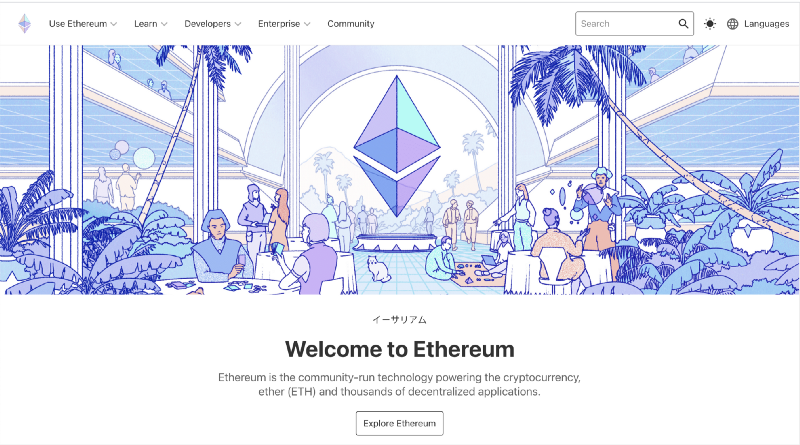 Use Ethereum Learn Developers Enterprise Community Search Languages
イーサリアム
Welcome to Ethereum
Ethereum is the community-run technology powering the cryptocurrency,
ether (ETH) and thousands of decentralized applications.
Explore Ethereum